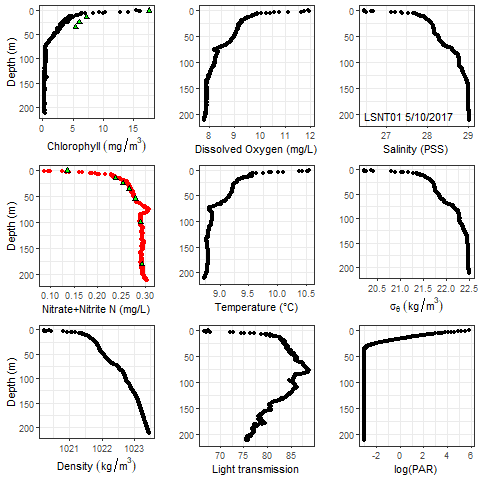 Depth (m)
0
50
100
150
200
0 5 10 15
Chlorophyll (mg/m³)
0
50
100
150
200
8 9 10 11 12
Dissolved Oxygen (mg/L)
0
50
100
150
200
LSNT01 5/10/2017
27 28 29
Salinity (PSS)
Depth (m)
0
50
100
150
200
0.10 0.15 0.20 0.25 0.30
Nitrate+Nitrite N (mg/L)
0
50
100
150
200
9.0 9.5 10.0 10.5
Temperature (°C)
0
50
100
150
200
20.5 21.0 21.5 22.0 22.5
σθ (kg/m³)
Depth (m)
0
50
100
150
200
1021 1022 1023
Density (kg/m³)
0
50
100
150
200
70 75 80 85
Light transmission
0
50
100
150
200
-2 0 2 4 6
log(PAR)